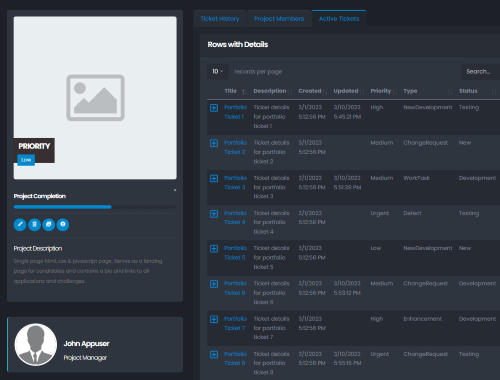 PRIORITY
Low
Project Completion
Project Description
Single page html, css & javascript page. Serves as a landing
page for candidates and contains a bio and links to all
applications and challenges.
John Appuser
Project Manager
Ticket History Project Members Active Tickets
Rows with Details
10 records per page Search...
Title Description Created Updated Priority Type Status
Portfolio Ticket details 3/1/2023 3/10/2023 High NewDevelopment Testing
Ticket 1 for portfolio 5:12:56 PM 5:45:21 PM
ticket 1
Portfolio Ticket details 3/1/2023 Medium ChangeRequest New
Ticket 2 for portfolio 5:12:56 PM
ticket 2
Portfolio Ticket details 3/1/2023 3/10/2023 Medium WorkTask Development
Ticket 3 for portfolio 5:12:56 PM 5:51:39 PM
ticket 3
Portfolio Ticket details 3/1/2023 Urgent Defect Testing
Ticket 4 for portfolio 5:12:56 PM
ticket 4
Portfolio Ticket details 3/1/2023 Low NewDevelopment New
Ticket 5 for portfolio 5:12:56 PM
ticket 5
Portfolio Ticket details 3/1/2023 3/10/2023 Medium ChangeRequest Development
Ticket 6 for portfolio 5:12:56 PM 5:53:12 PM
ticket 6
Portfolio Ticket details 3/1/2023 High Enhancement Development
Ticket 7 for portfolio 5:12:56 PM
ticket 7
Portfolio Ticket details 3/1/2023 3/10/2023 Urgent ChangeRequest Testing
Ticket 8 for portfolio 5:12:56 PM 5:55:16 PM
ticket 8